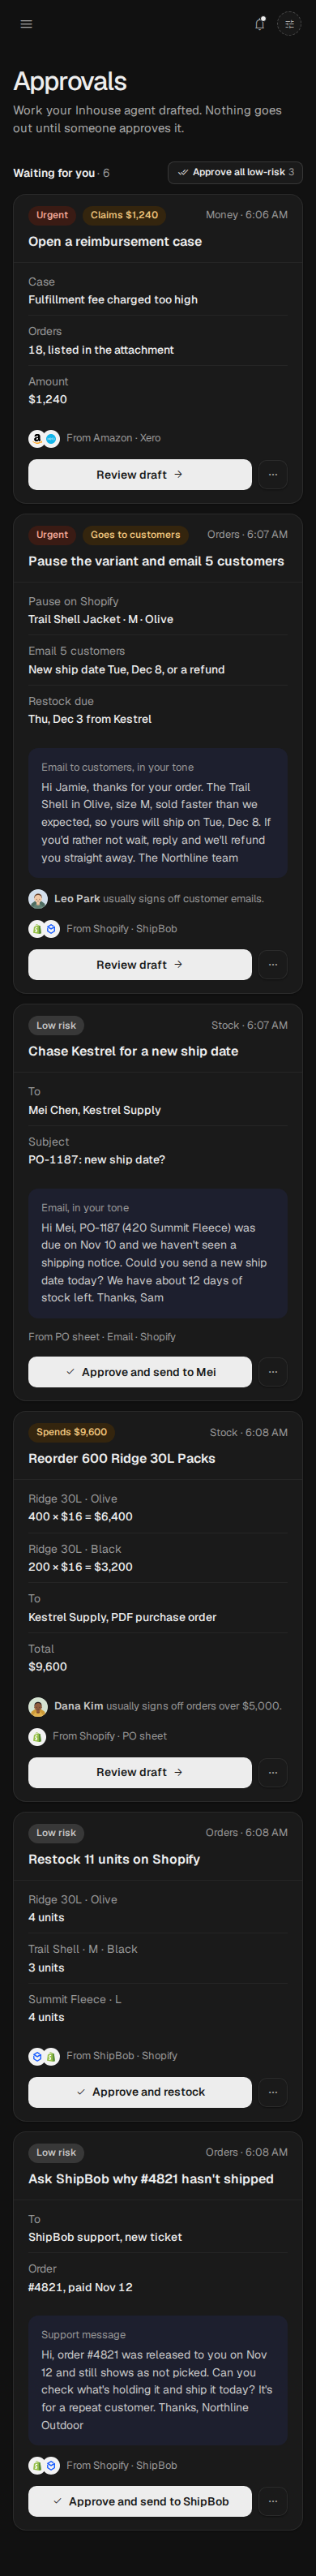 Approvals
Work your Inhouse agent drafted. Nothing goes
out until someone approves it.
Waiting for you · 6
Approve all low-risk 3
Urgent
Claims $1,240
Money · 6:06 AM
Open a reimbursement case
Case
Fulfillment fee charged too high
Orders
18, listed in the attachment
Amount
$1,240
From Amazon · Xero
Review draft →
Urgent
Goes to customers
Orders · 6:07 AM
Pause the variant and email 5 customers
Pause on Shopify
Trail Shell Jacket · M · Olive
Email 5 customers
New ship date Tue, Dec 8, or a refund
Restock due
Thu, Dec 3 from Kestrel
Email to customers, in your tone
Hi Jamie, thanks for your order. The Trail
Shell in Olive, size M, sold faster than we
expected, so yours will ship on Tue, Dec 8. If
you'd rather not wait, reply and we'll refund
you straight away. The Northline team
Leo Park usually signs off customer emails.
From Shopify · ShipBob
Review draft →
Low risk
Stock · 6:07 AM
Chase Kestrel for a new ship date
To
Mei Chen, Kestrel Supply
Subject
PO-1187: new ship date?
Email, in your tone
Hi Mei, PO-1187 (420 Summit Fleece) was
due on Nov 10 and we haven't seen a
shipping notice. Could you send a new ship
date today? We have about 12 days of
stock left. Thanks, Sam
From PO sheet · Email · Shopify
Approve and send to Mei
Spends $9,600
Stock · 6:08 AM
Reorder 600 Ridge 30L Packs
Ridge 30L · Olive
400 × $16 = $6,400
Ridge 30L · Black
200 × $16 = $3,200
To
Kestrel Supply, PDF purchase order
Total
$9,600
Dana Kim usually signs off orders over $5,000.
From Shopify · PO sheet
Review draft →
Low risk
Orders · 6:08 AM
Restock 11 units on Shopify
Ridge 30L · Olive
4 units
Trail Shell · M · Black
3 units
Summit Fleece · L
4 units
From ShipBob · Shopify
Approve and restock
Low risk
Orders · 6:08 AM
Ask ShipBob why #4821 hasn't shipped
To
ShipBob support, new ticket
Order
#4821, paid Nov 12
Support message
Hi, order #4821 was released to you on Nov
12 and still shows as not picked. Can you
check what's holding it and ship it today? It's
for a repeat customer. Thanks, Northline
Outdoor
From Shopify · ShipBob
Approve and send to ShipBob